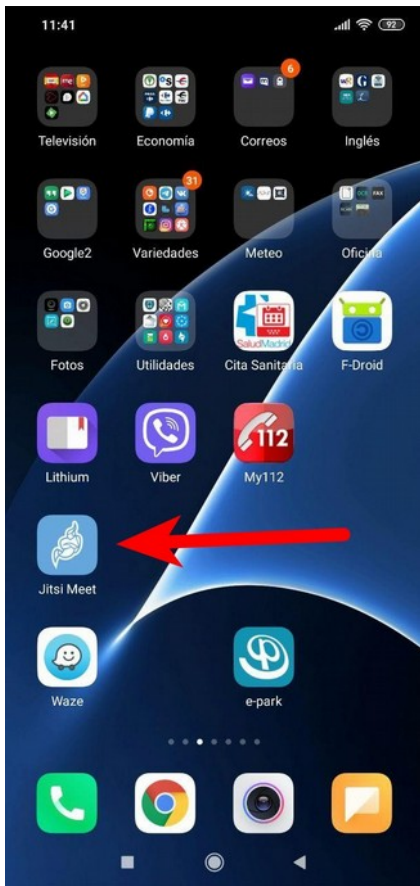 11:41
92
6
Televisión Economía Correos Inglés
31
Google2 Variedades Meteo Oficina
SaludMadrid
Fotos Utilidades Cita Sanitaria F-Droid
112
Lithium Viber My112
Jitsi Meet
Waze e-park